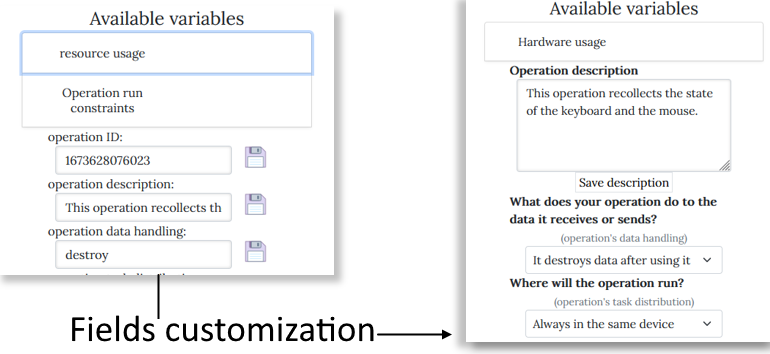 Available variables
resource usage
Operation run
constraints
operation ID:
1673628076023
operation description:
This operation recollects th
operation data handling:
destroy
Available variables
Hardware usage
Operation description
This operation recollects the state
of the keyboard and the mouse.
Save description
What does your operation do to the
data it receives or sends?
(operation's data handling)
It destroys data after using it
Where will the operation run?
(operation's task distribution)
Always in the same device
Fields customization